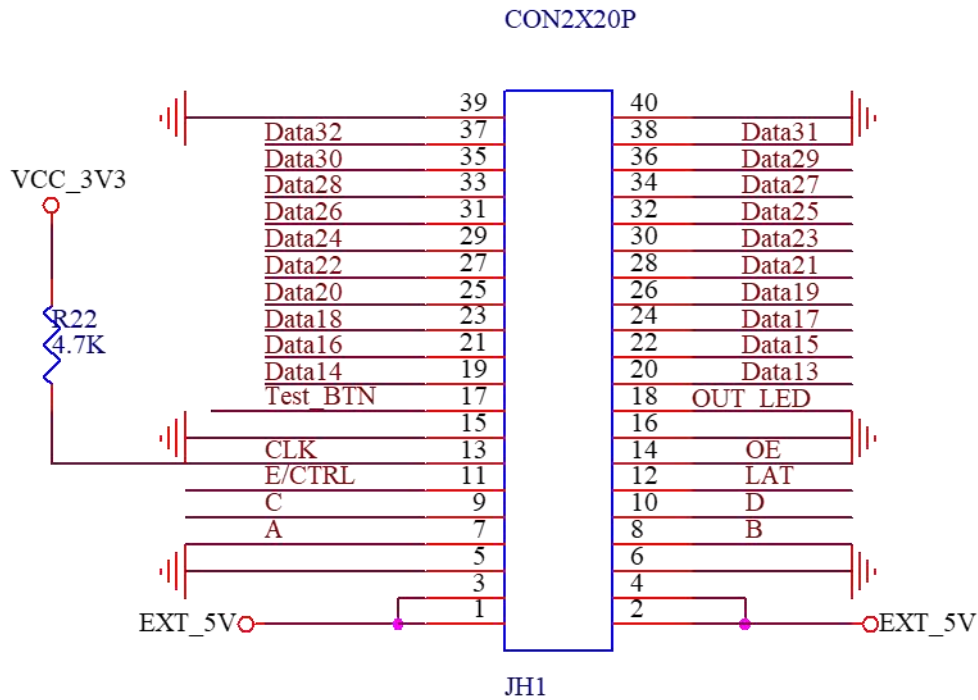 CON2X20P
39 40
Data32 37 38 Data31
Data30 35 36 Data29
VCC_3V3 Data28 33 34 Data27
Data26 31 32 Data25
Data24 29 30 Data23
Data22 27 28 Data21
Data20 25 26 Data19
R22 Data18 23 24 Data17
4.7K Data16 21 22 Data15
Data14 19 20 Data13
Test_BTN 17 18 OUT_LED
15 16
CLK 13 14 OE
E/CTRL 11 12 LAT
C 9 10 D
A 7 8 B
5 6
3 4
EXT_5V 1 2 EXT_5V
JH1